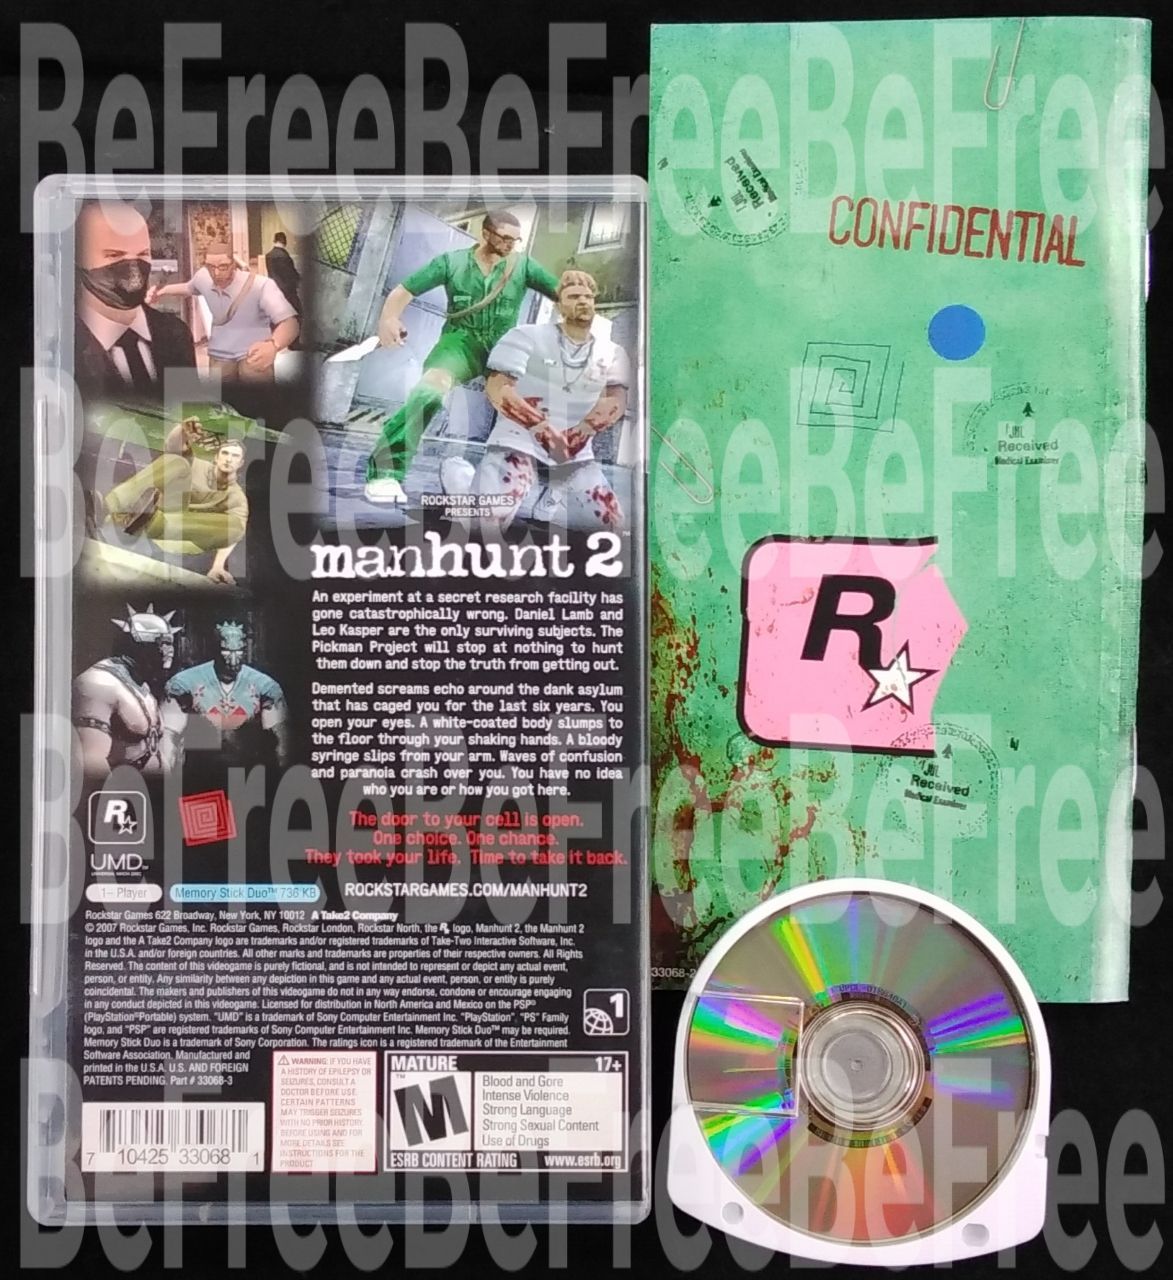 BeFreeBeFreeBeFree
CONFIDENTIAL
JHL
Received
Medical Examiner
JHL
Received
Medical Examiner
JHL
Received
Medical Examiner
R
33068-2
ROCKSTAR GAMES
PRESENTS
manhunt 2™
An experiment at a secret research facility has
gone catastrophically wrong. Daniel Lamb and
Leo Kasper are the only surviving subjects. The
Pickman Project will stop at nothing to hunt
them down and stop the truth from getting out.
Demented screams echo around the dank asylum
that has caged you for the last six years. You
open your eyes. A white-coated body slumps to
the floor through your shaking hands. A bloody
syringe slips from your arm. Waves of confusion
and paranoia crash over you. You have no idea
who you are or how you got here.
The door to your cell is open.
One choice. One chance.
They took your life. Time to take it back.
R
UMD™
UNIVERSAL MEDIA DISC
1- Player
Memory Stick Duo™ 736 KB
ROCKSTARGAMES.COM/MANHUNT2
Rockstar Games 622 Broadway, New York, NY 10012 A Take2 Company
© 2007 Rockstar Games, Inc. Rockstar Games, Rockstar London, Rockstar North, the R logo, Manhunt 2, the Manhunt 2
logo and the A Take2 Company logo are trademarks and/or registered trademarks of Take-Two Interactive Software, Inc.
in the U.S.A. and/or foreign countries. All other marks and trademarks are properties of their respective owners. All Rights
Reserved. The content of this videogame is purely fictional, and is not intended to represent or depict any actual event,
person, or entity. Any similarity between any depiction in this game and any actual event, person, or entity is purely
coincidental. The makers and publishers of this videogame do not in any way endorse, condone or encourage engaging
in any conduct depicted in this videogame. Licensed for distribution in North America and Mexico on the PSP®
(PlayStation®Portable) system. "UMD" is a trademark of Sony Computer Entertainment Inc. "PlayStation", "PS" Family
logo, and "PSP" are registered trademarks of Sony Computer Entertainment Inc. Memory Stick Duo™ may be required.
Memory Stick Duo is a trademark of Sony Corporation. The ratings icon is a registered trademark of the Entertainment
Software Association. Manufactured and
printed in the U.S.A. U.S. AND FOREIGN
PATENTS PENDING. Part # 33068-3
1
WARNING: IF YOU HAVE
A HISTORY OF EPILEPSY OR
SEIZURES, CONSULT A
DOCTOR BEFORE USE.
CERTAIN PATTERNS
MAY TRIGGER SEIZURES
WITH NO PRIOR HISTORY.
BEFORE USING AND FOR
MORE DETAILS SEE
INSTRUCTIONS FOR THE
PRODUCT
MATURE 17+
M
Blood and Gore
Intense Violence
Strong Language
Strong Sexual Content
Use of Drugs
ESRB CONTENT RATING www.esrb.org
7 10425 33068 1
BeFreeBeFreeBeFree
BeFreeBeFreeBeFree
BeFreeBeFreeBeFree